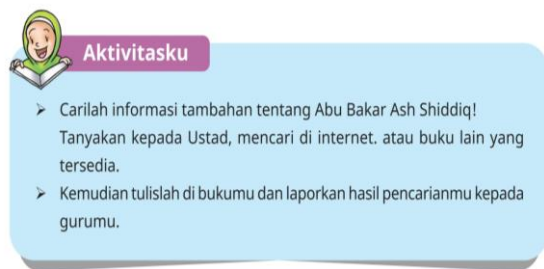 Aktivitasku
➢ Carilah informasi tambahan tentang Abu Bakar Ash Shiddiq!
Tanyakan kepada Ustad, mencari di internet. atau buku lain yang
tersedia.
➢ Kemudian tulislah di bukumu dan laporkan hasil pencarianmu kepada
gurumu.